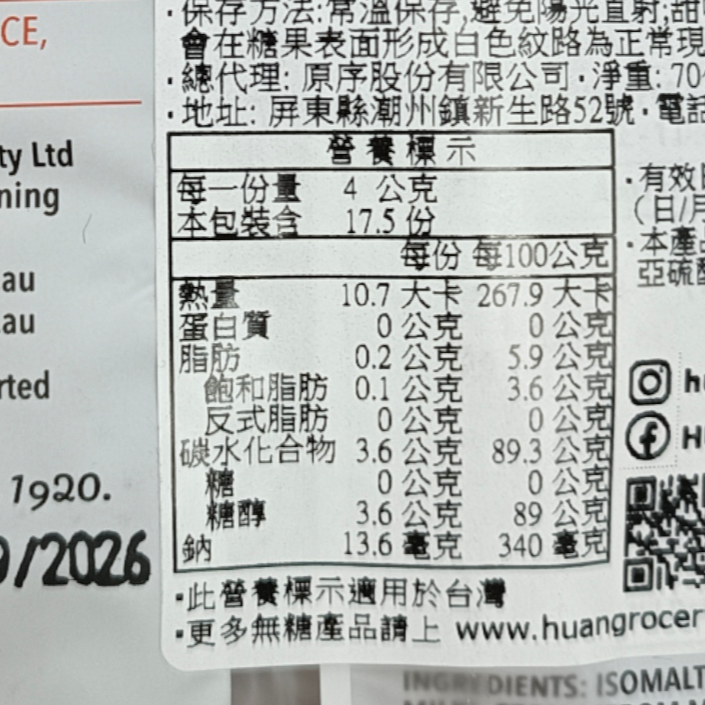 CE,
ty Ltd
ning
au
.au
rted
1920.
/2026
·保存方法:常溫保存,避免陽光直射;甜
會在糖果表面形成白色紋路為正常現
·總代理: 原序股份有限公司·淨重: 70
·地址: 屏東縣潮州鎮新生路52號·電話
營養標示
每一份量 4 公克
本包裝含 17.5 份
每份 每100公克
熱量 10.7 大卡 267.9 大卡
蛋白質 0 公克 0 公克
脂肪 0.2 公克 5.9 公克
飽和脂肪 0.1 公克 3.6 公克
反式脂肪 0 公克 0 公克
碳水化合物 3.6 公克 89.3 公克
糖 0 公克 0 公克
糖醇 3.6 公克 89 公克
鈉 13.6 毫克 340 毫克
·此營養標示適用於台灣
·更多無糖產品請上 www.huangrocer
·有效
(日/月
·本產品
亞硫酸
h
H
INGREDIENTS: ISOMALT